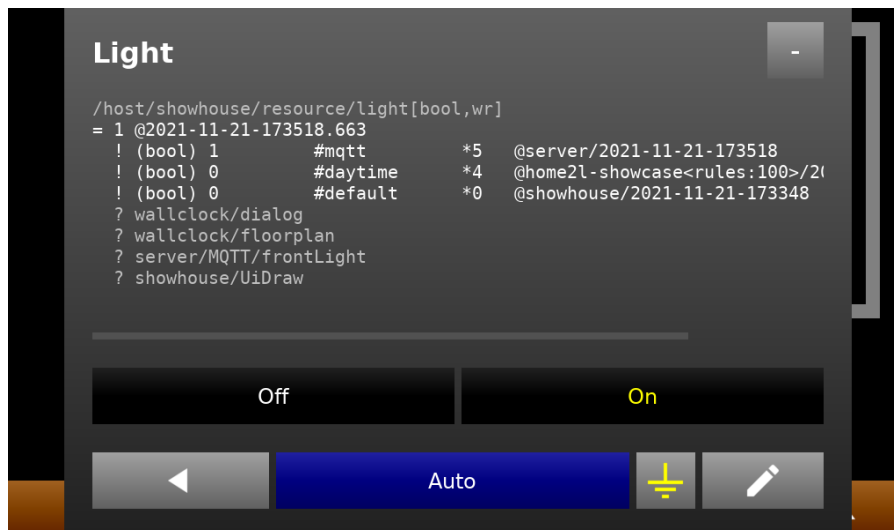 Light
-
/host/showhouse/resource/light[bool,wr]
= 1 @2021-11-21-173518.663
! (bool) 1 #mqtt *5 @server/2021-11-21-173518
! (bool) 0 #daytime *4 @home2l-showcase<rules:100>/20
! (bool) 0 #default *0 @showhouse/2021-11-21-173348
? wallclock/dialog
? wallclock/floorplan
? server/MQTT/frontLight
? showhouse/UiDraw
Off On
Auto